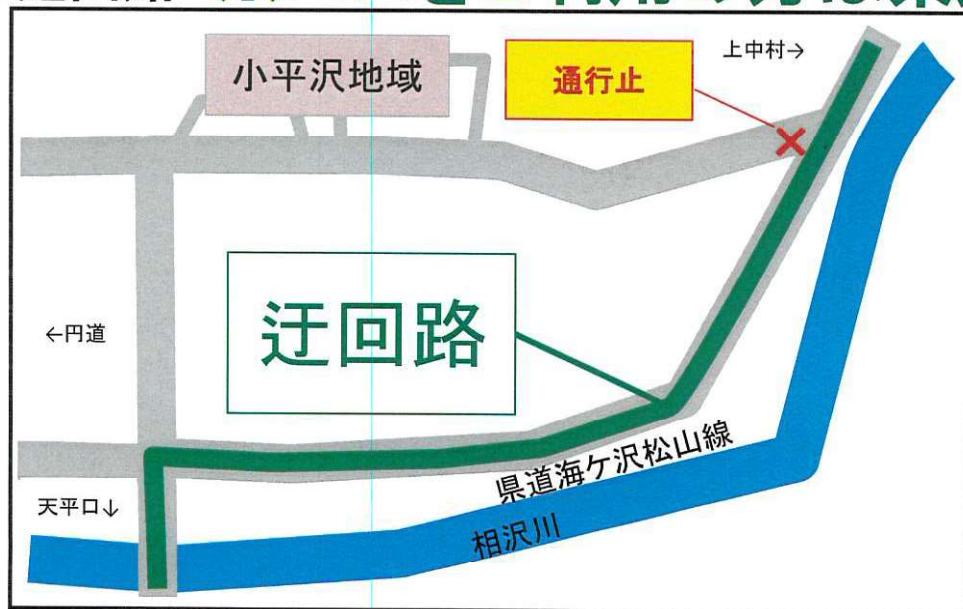 小平沢地域
通行止
上中村→
迂回路
←円道
県道海ケ沢松山線
天平口↓
相沢川